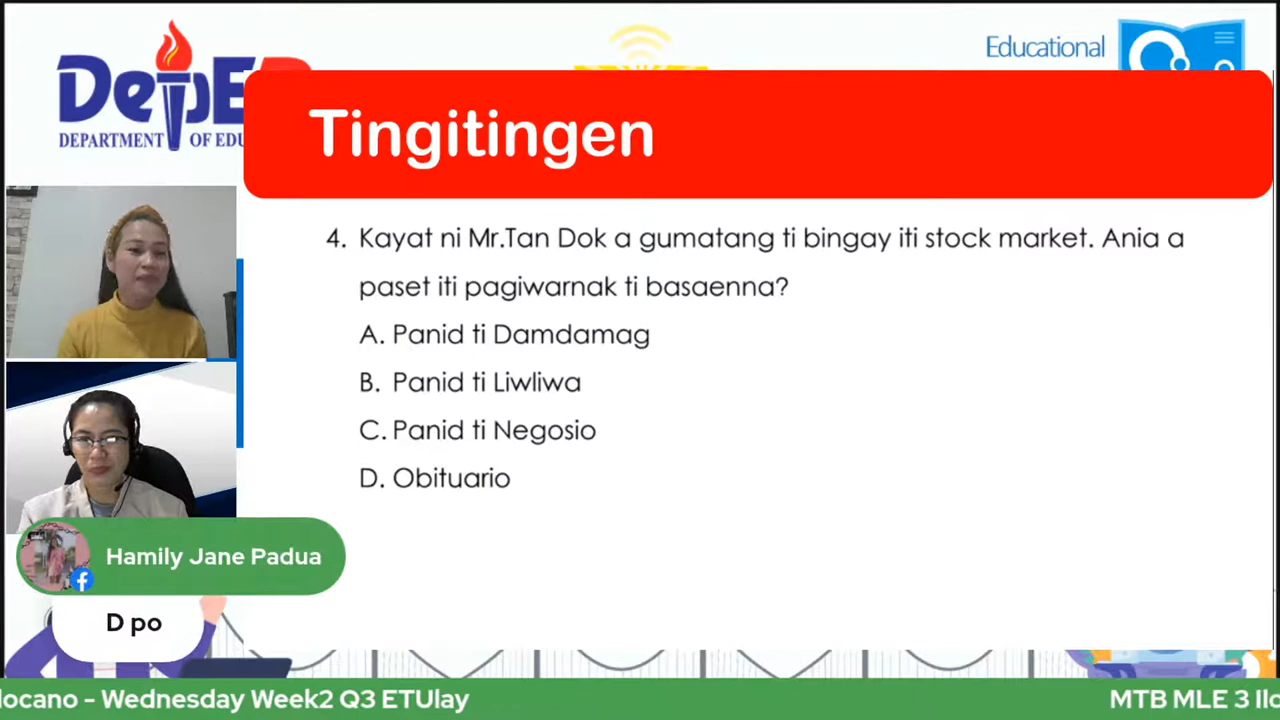 DepE
DEPARTMENT OF EDU
Educational
Tingitingen
4. Kayat ni Mr.Tan Dok a gumatang ti bingay iti stock market. Ania a
paset iti pagiwarnak ti basaenna?
A. Panid ti Damdamag
B. Panid ti Liwliwa
C. Panid ti Negosio
D. Obituario
Hamily Jane Padua
D po
locano - Wednesday Week2 Q3 ETUlay
MTB MLE 3 Ilo